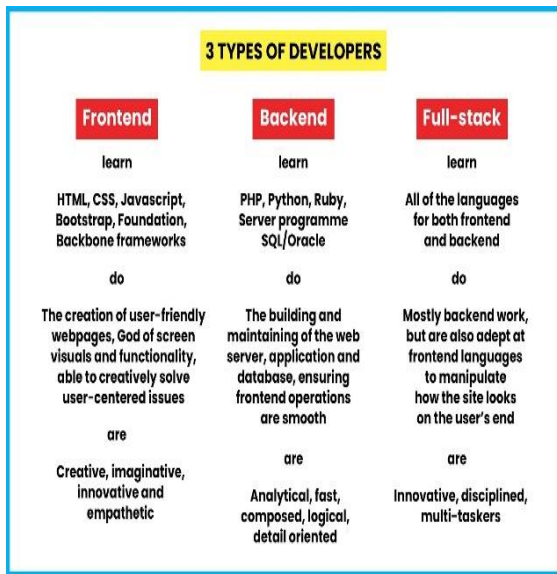 3 TYPES OF DEVELOPERS
Frontend
learn
HTML, CSS, Javascript,
Bootstrap, Foundation,
Backbone frameworks
do
The creation of user-friendly
webpages, God of screen
visuals and functionality,
able to creatively solve
user-centered issues
are
Creative, imaginative,
innovative and
empathetic
Backend
learn
PHP, Python, Ruby,
Server programme
SQL/Oracle
do
The building and
maintaining of the web
server, application and
database, ensuring
frontend operations
are smooth
are
Analytical, fast,
composed, logical,
detail oriented
Full-stack
learn
All of the languages
for both frontend
and backend
do
Mostly backend work,
but are also adept at
frontend languages
to manipulate
how the site looks
on the user's end
are
Innovative, disciplined,
multi-taskers